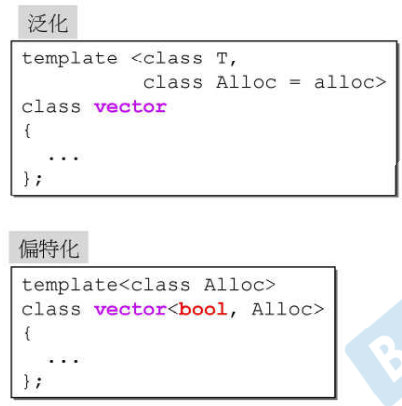 泛化
template <class T,
          class Alloc = alloc>
class vector
{
  ...
};
偏特化
template<class Alloc>
class vector<bool, Alloc>
{
  ...
};
B